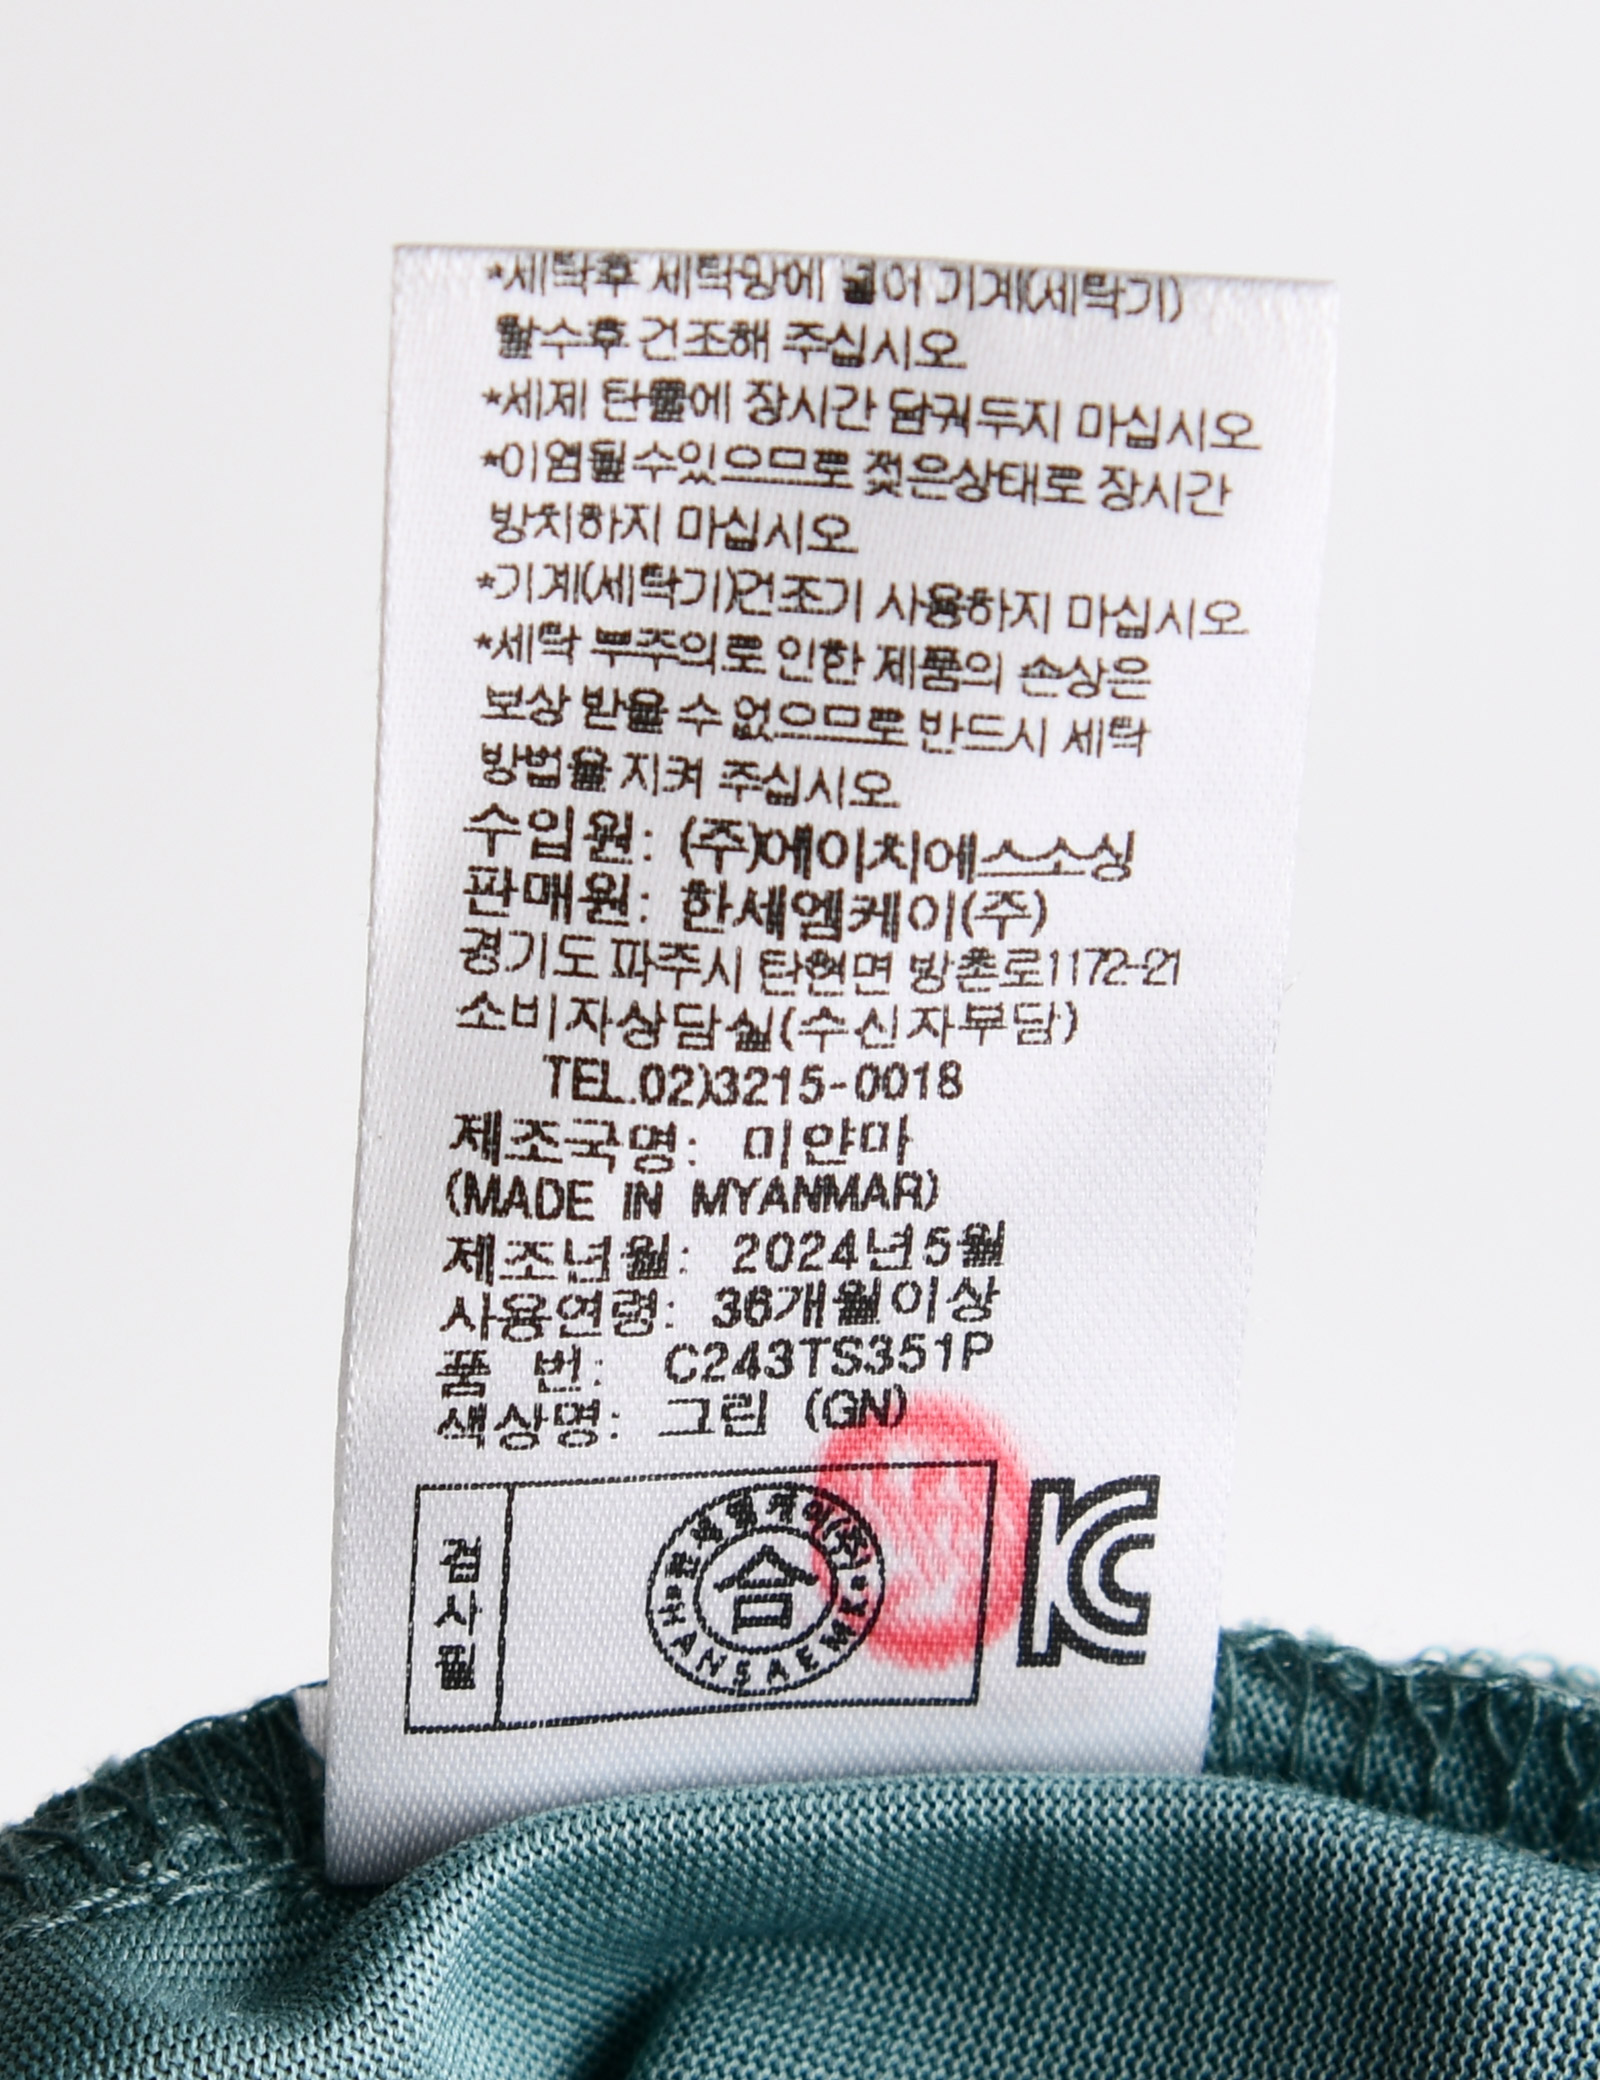 *세탁후 세탁망에 넣어 기계(세탁기)
탈수후 건조해 주십시오
*세제 탄물에 장시간 담궈두지 마십시오
*이염될수있으므로 젖은상태로 장시간
방치하지 마십시오
*기계(세탁기)건조기 사용하지 마십시오
*세탁 부주의로 인한 제품의 손상은
보상 받을 수 없으므로 반드시 세탁
방법을 지켜 주십시오
수입원: (주)에이치에스소싱
판매원: 한세엠케이(주)
경기도 파주시 탄현면 방촌로1172-21
소비자상담실(수신자부담)
TEL.02)3215-0018
제조국명: 미얀마
(MADE IN MYANMAR)
제조년월: 2024년5월
사용연령: 36개월이상
품 번: C243TS351P
색상명: 그린 (GN)
검사필
한세엠케이(주)
合
HANSAEMK
KC